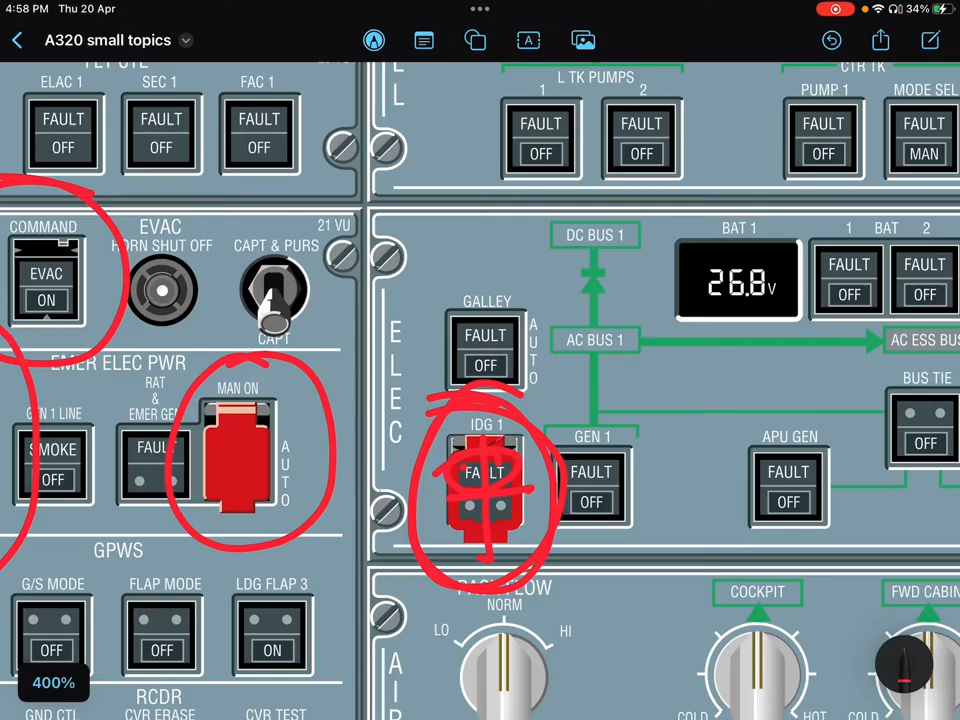 4:58 PM Thu 20 Apr
34%
A320 small topics
A
21 VU
ELAC 1
FAULT
OFF
SEC 1
FAULT
OFF
FAC 1
FAULT
OFF
COMMAND
EVAC
ON
EVAC
HORN SHUT OFF
CAPT & PURS
CAPT
21 VU
EMER ELEC PWR
GEN 1 LINE
SMOKE
OFF
RAT
&
EMER GEN
FAULT
MAN ON
AUTO
GPWS
G/S MODE
OFF
FLAP MODE
OFF
LDG FLAP 3
ON
400%
RCDR
GND CTL
CVR ERASE
CVR TEST
L
L
L TK PUMPS
1
FAULT
OFF
2
FAULT
OFF
CTR TK
PUMP 1
FAULT
OFF
MODE SEL
FAULT
MAN
ELEC
DC BUS 1
BAT 1
26.8V
1 BAT 2
FAULT
OFF
FAULT
OFF
GALLEY
FAULT
OFF
AUTO
AC BUS 1
AC ESS BUS
IDG 1
FAULT
GEN 1
FAULT
OFF
APU GEN
FAULT
OFF
BUS TIE
OFF
AI
PACK FLOW
NORM
LO
HI
COCKPIT
COLD
HOT
FWD CABIN
COLD